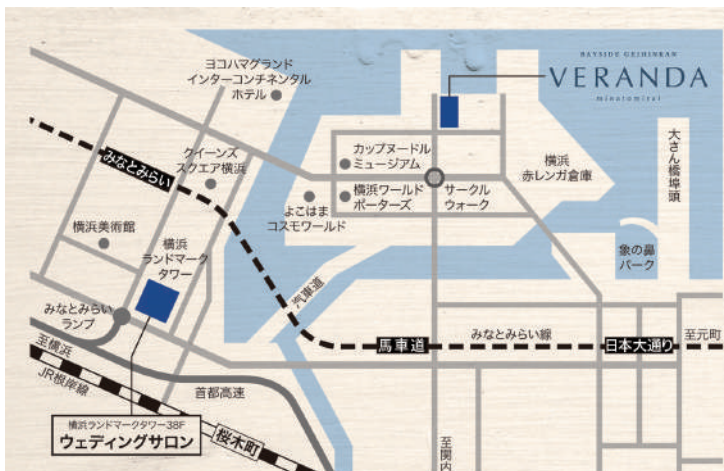 ヨコハマグランド
インターコンチネンタル
ホテル
BAYSIDE GEIHINKAN
VERANDA
minatomirai
みなとみらい
クイーンズ
スクエア横浜
カップヌードル
ミュージアム
横浜
赤レンガ倉庫
大さん橋埠頭
よこはま
コスモワールド
横浜ワールド
ポーターズ
サークル
ウォーク
横浜美術館
横浜
ランドマーク
タワー
象の鼻
パーク
汽車道
みなとみらい
ランプ
馬車道
みなとみらい線
日本大通り
至元町
至横浜
JR根岸線
首都高速
横浜ランドマークタワー38F
ウェディングサロン
桜木町
至関内